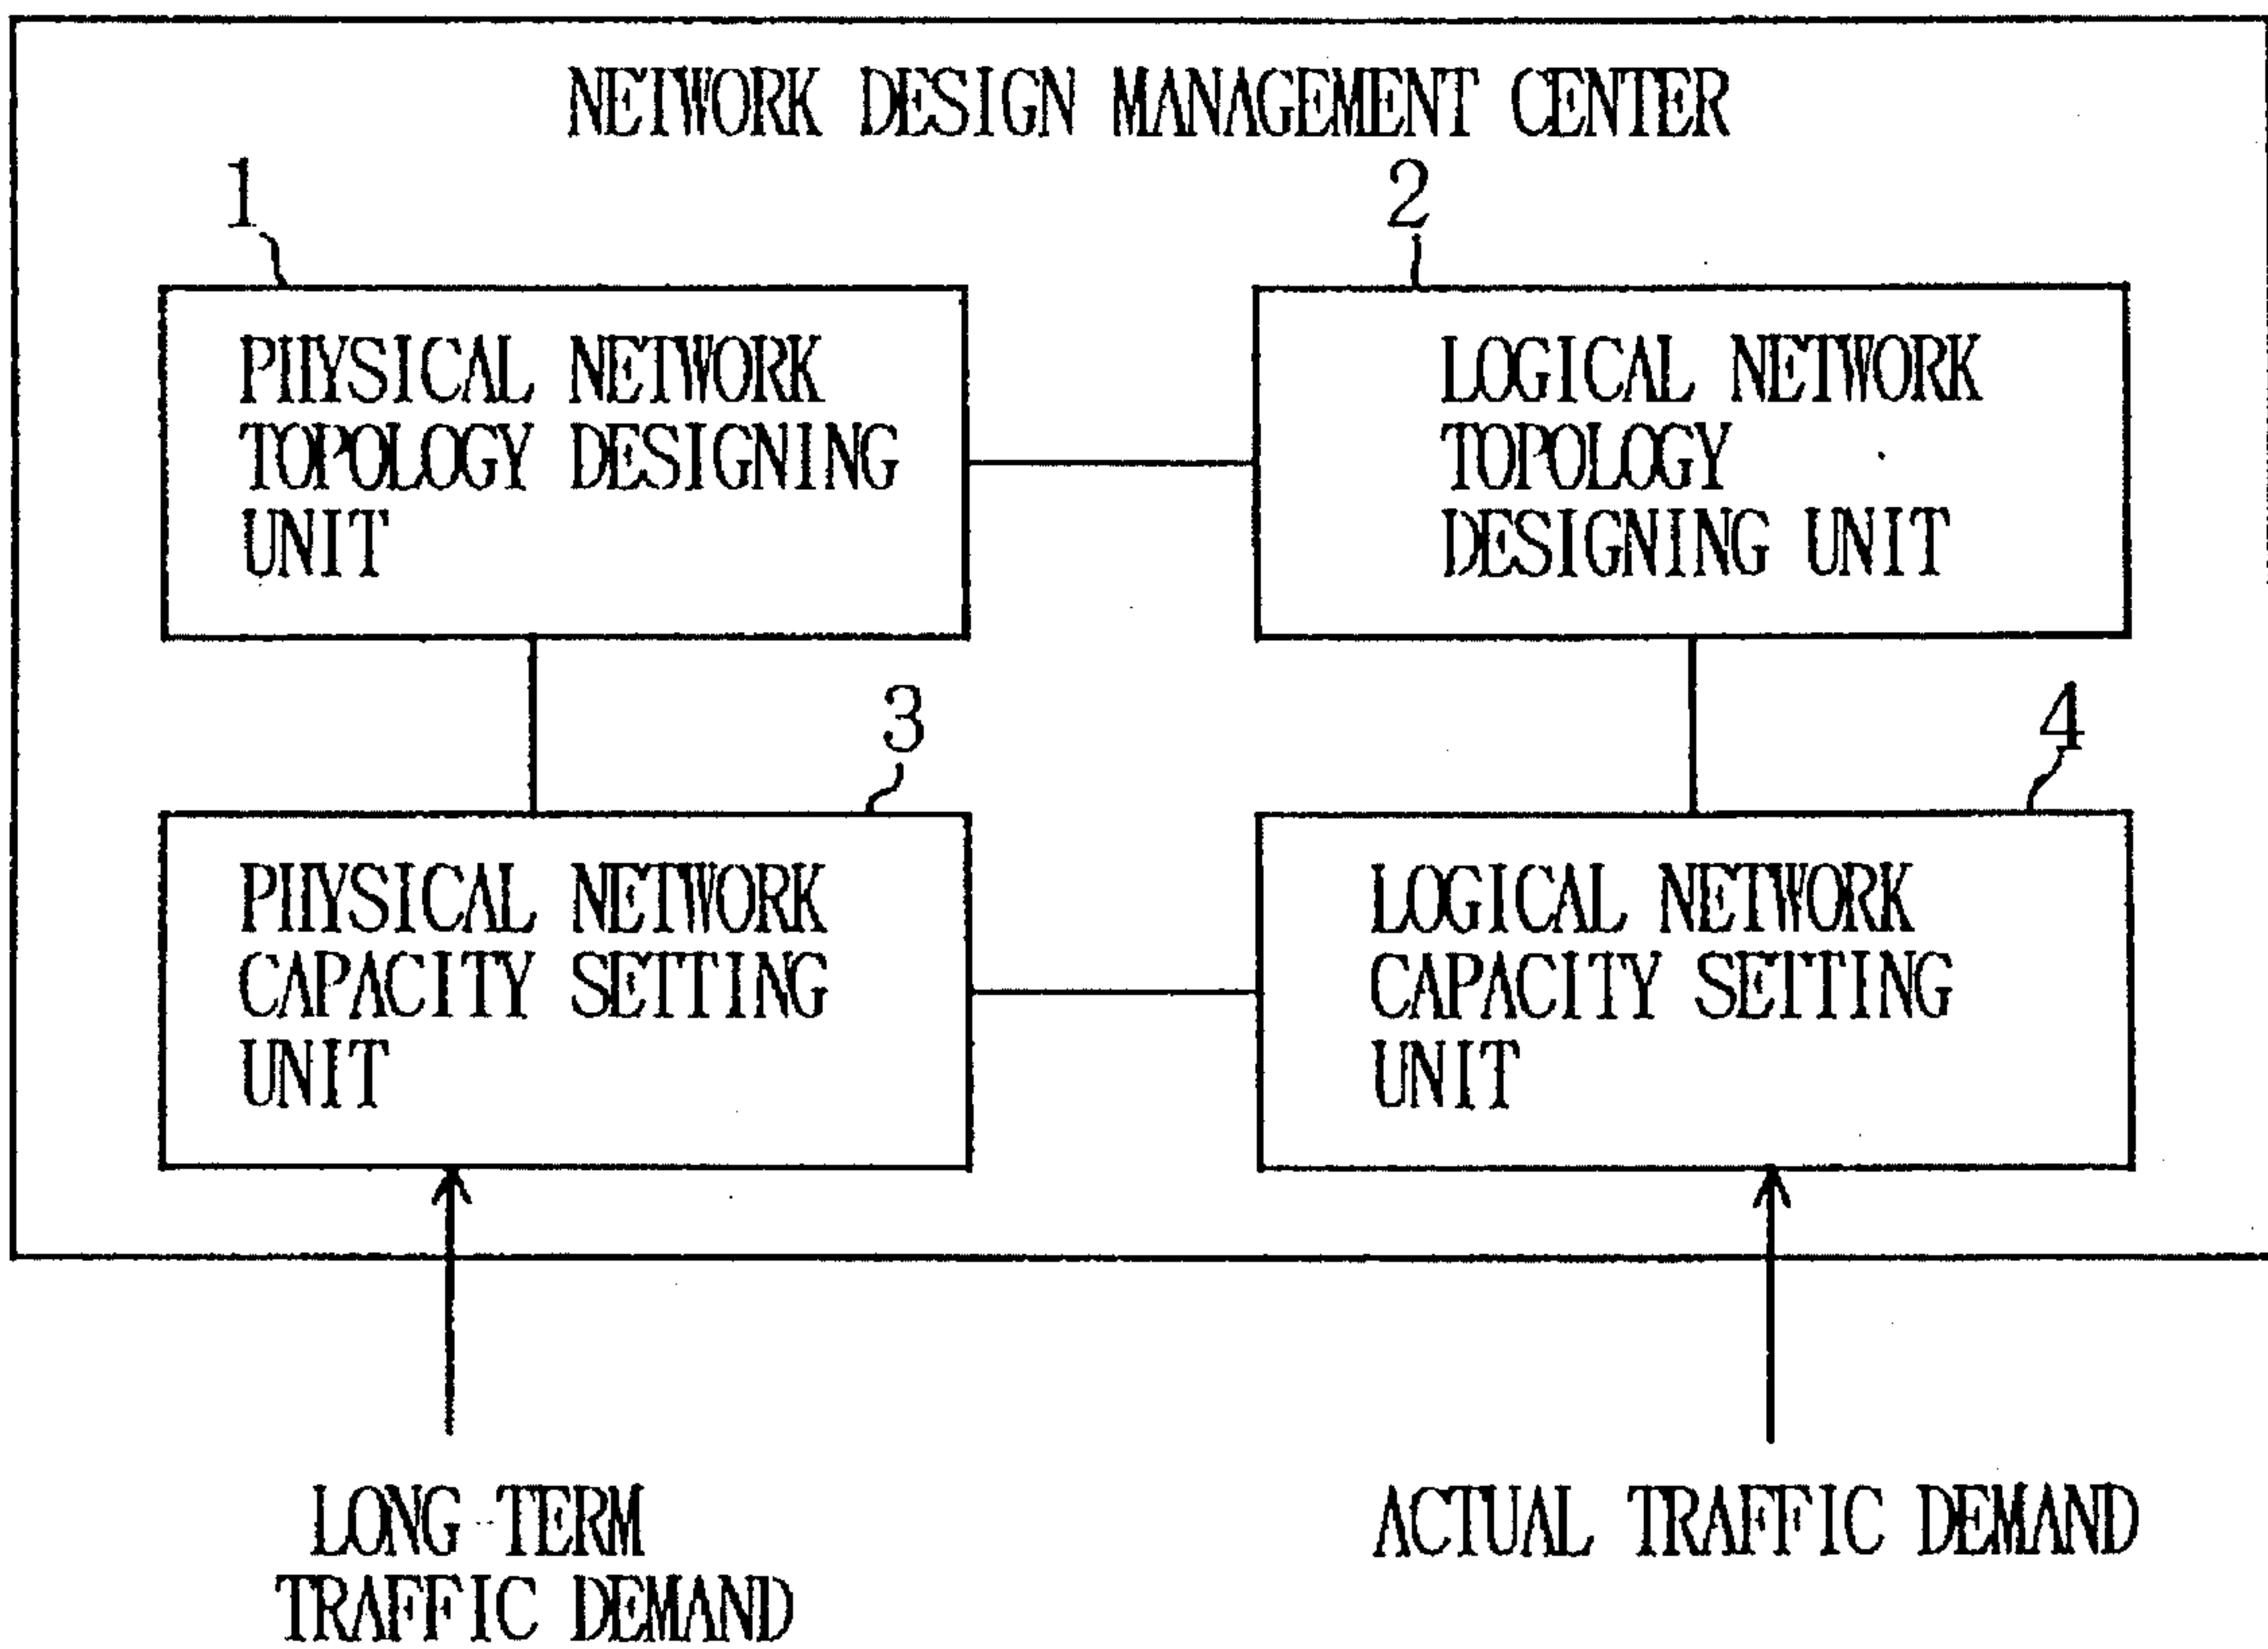 NETWORK DESIGN MANAGEMENT CENTER
1
2
PHYSICAL NETWORK
TOPOLOGY DESIGNING
UNIT
LOGICAL NETWORK
TOPOLOGY
DESIGNING UNIT
3
4
PHYSICAL NETWORK
CAPACITY SETTING
UNIT
LOGICAL NETWORK
CAPACITY SETTING
UNIT
LONG-TERM
TRAFFIC DEMAND
ACTUAL TRAFFIC DEMAND